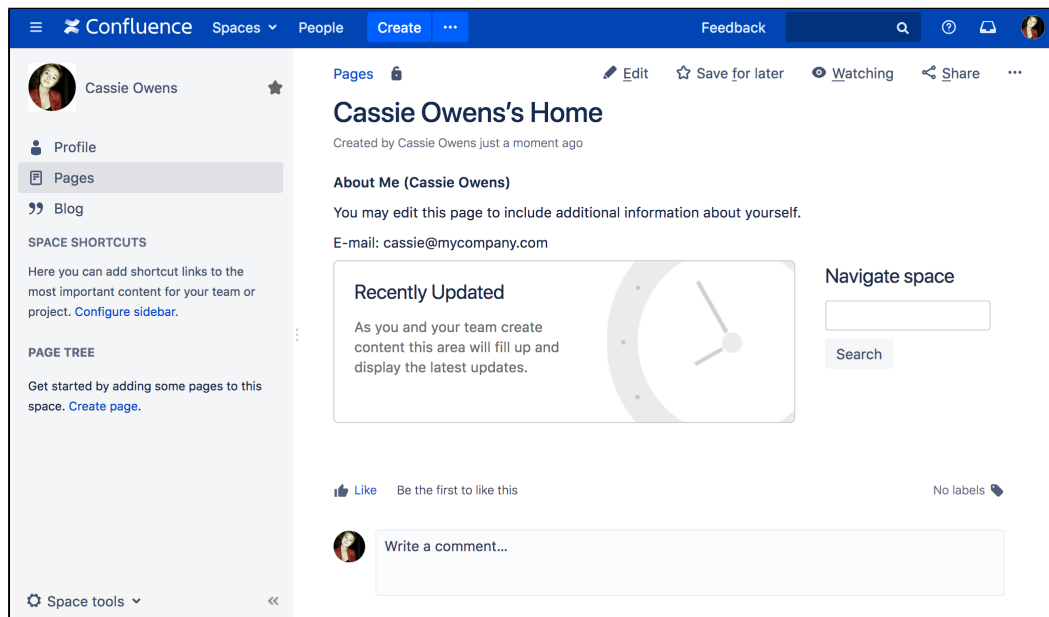 Confluence Spaces People Create ··· Feedback
Cassie Owens
Profile
Pages
Blog
SPACE SHORTCUTS
Here you can add shortcut links to the
most important content for your team or
project. Configure sidebar.
PAGE TREE
Get started by adding some pages to this
space. Create page.
Space tools
Pages Edit Save for later Watching Share ···
Cassie Owens's Home
Created by Cassie Owens just a moment ago
About Me (Cassie Owens)
You may edit this page to include additional information about yourself.
E-mail: cassie@mycompany.com
Recently Updated
As you and your team create
content this area will fill up and
display the latest updates.
Navigate space
Search
Like Be the first to like this No labels
Write a comment...